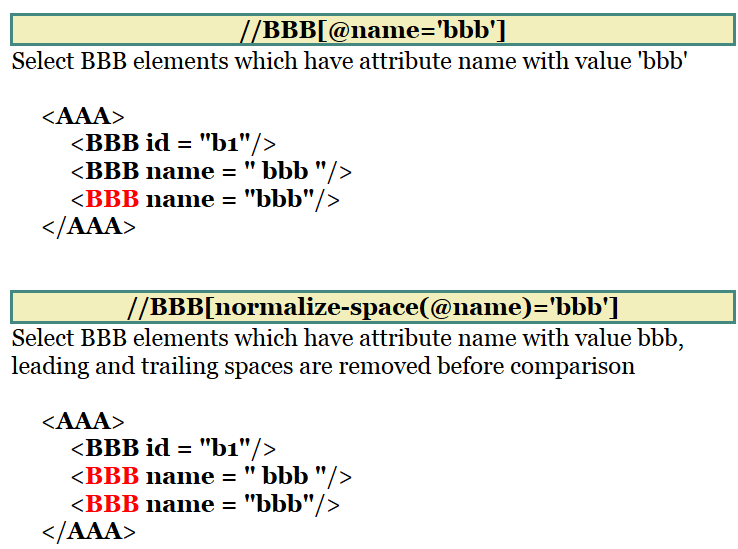 //BBB[@name='bbb']
Select BBB elements which have attribute name with value 'bbb'
<AAA>
<BBB id = "b1"/>
<BBB name = " bbb "/>
<BBB name = "bbb"/>
</AAA>
//BBB[normalize-space(@name)='bbb']
Select BBB elements which have attribute name with value bbb,
leading and trailing spaces are removed before comparison
<AAA>
<BBB id = "b1"/>
<BBB name = " bbb "/>
<BBB name = "bbb"/>
</AAA>